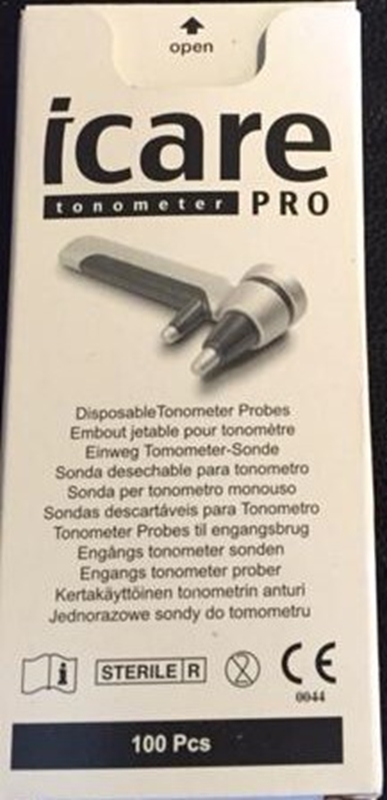 open
icare
tonometer PRO
DisposableTonometer Probes
Embout jetable pour tonomètre
Einweg Tomometer-Sonde
Sonda desechable para tonometro
Sonda per tonometro monouso
Sondas descartáveis para Tonometro
Tonometer Probes til engangsbrug
Engångs tonometer sonden
Engangs tonometer prober
Kertakäyttöinen tonometrin anturi
Jednorazowe sondy do tomometru
i STERILE R 2 CE
0044
100 Pcs